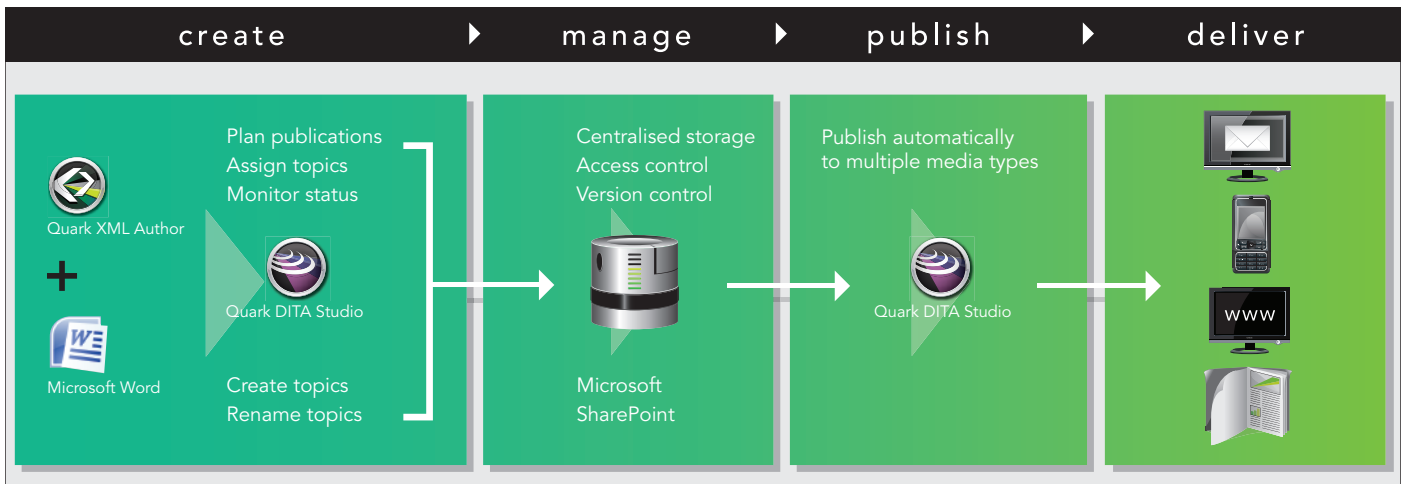 create
manage
publish
deliver
Plan publications
Assign topics
Monitor status
Quark XML Author
+
W
Microsoft Word
Quark DITA Studio
Create topics
Rename topics
Centralised storage
Access control
Version control
Microsoft
SharePoint
Publish automatically
to multiple media types
Quark DITA Studio
www